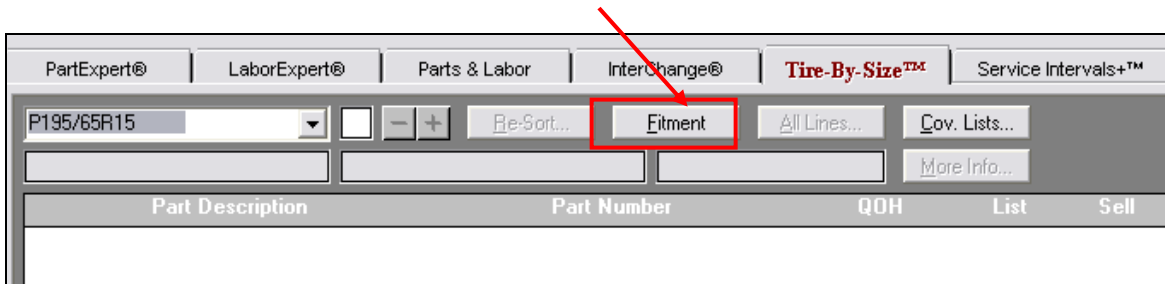 PartExpert® LaborExpert® Parts & Labor InterChange® Tire-By-Size™ Service Intervals+™
P195/65R15 - + Re-Sort... Fitment All Lines... Cov. Lists...
More Info...
Part Description Part Number QOH List Sell